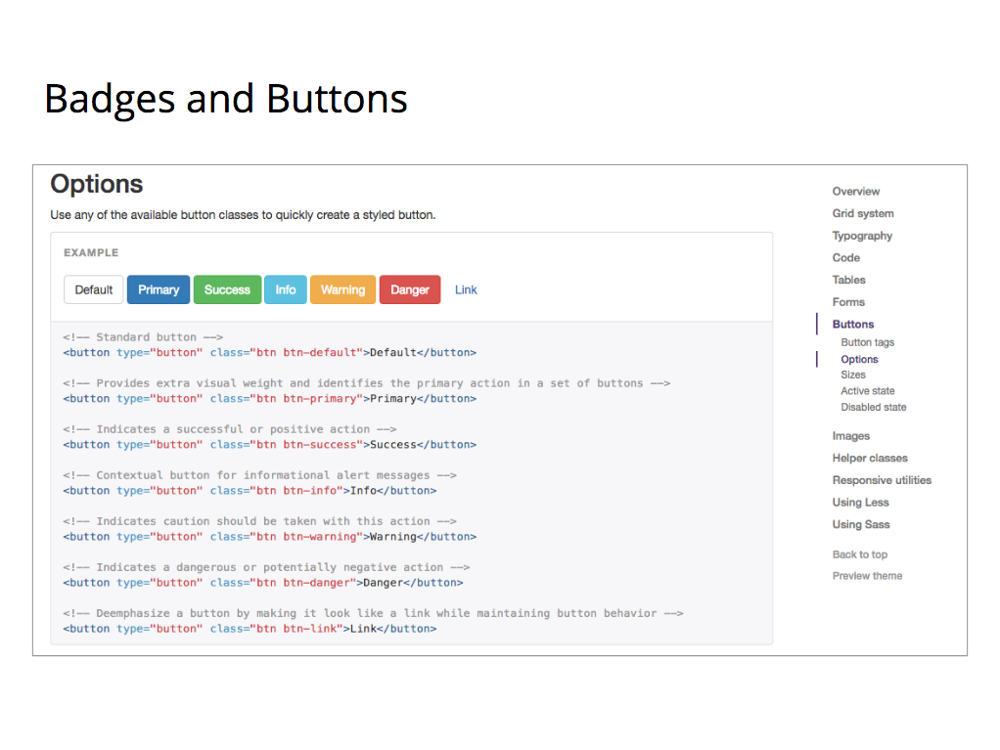 Badges and Buttons
Options
Use any of the available button classes to quickly create a styled button.
EXAMPLE
Default Primary Success Info Warning Danger Link
<!-- Standard button -->
<button type="button" class="btn btn-default">Default</button>
<!-- Provides extra visual weight and identifies the primary action in a set of buttons -->
<button type="button" class="btn btn-primary">Primary</button>
<!-- Indicates a successful or positive action -->
<button type="button" class="btn btn-success">Success</button>
<!-- Contextual button for informational alert messages -->
<button type="button" class="btn btn-info">Info</button>
<!-- Indicates caution should be taken with this action -->
<button type="button" class="btn btn-warning">Warning</button>
<!-- Indicates a dangerous or potentially negative action -->
<button type="button" class="btn btn-danger">Danger</button>
<!-- Deemphasize a button by making it look like a link while maintaining button behavior -->
<button type="button" class="btn btn-link">Link</button>
Overview
Grid system
Typography
Code
Tables
Forms
Buttons
Button tags
Options
Sizes
Active state
Disabled state
Images
Helper classes
Responsive utilities
Using Less
Using Sass
Back to top
Preview theme